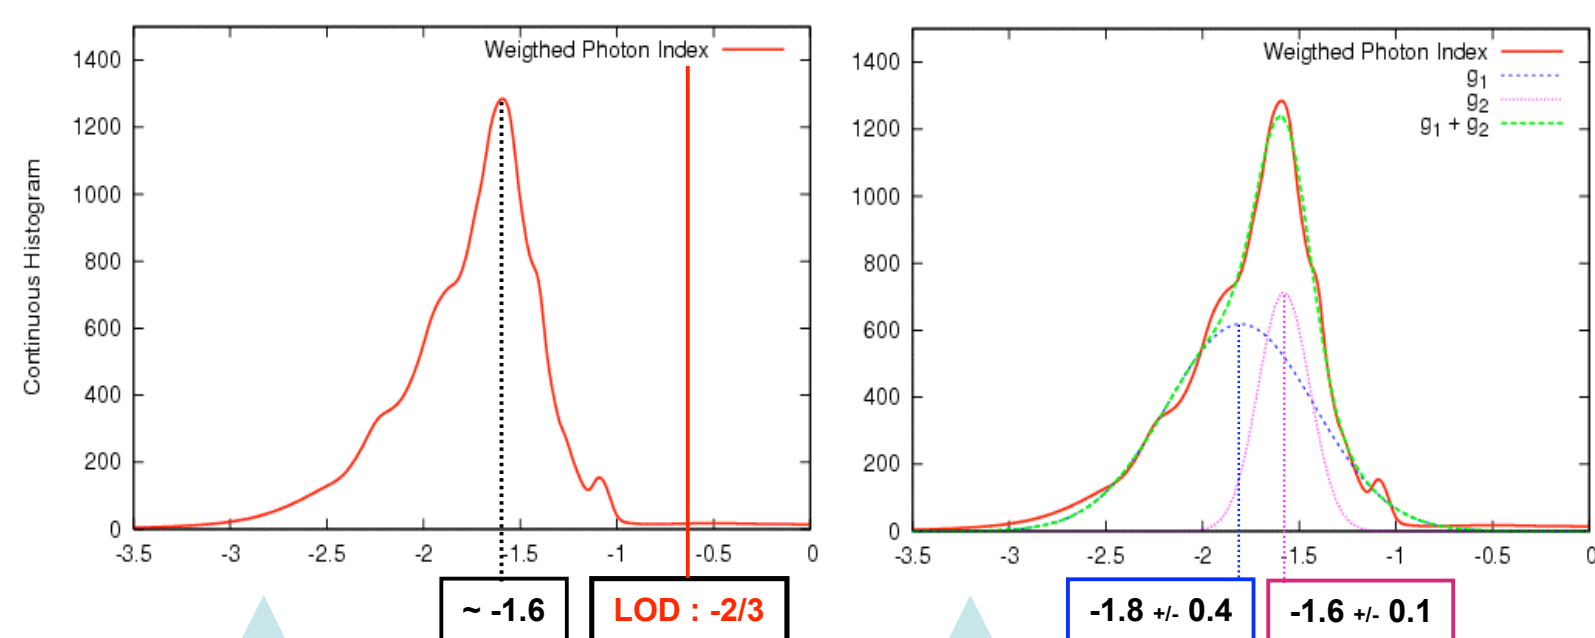 Weigthed Photon Index
Continuous Histogram
1400
1200
1000
800
600
400
200
0
-3.5 -3 -2.5 -2 -1.5 -1 -0.5 0
~ -1.6
LOD : -2/3
Weigthed Photon Index
g1
g2
g1 + g2
1400
1200
1000
800
600
400
200
0
-3.5 -3 -2.5 -2 -1.5 -1 -0.5 0
-1.8 +/- 0.4
-1.6 +/- 0.1